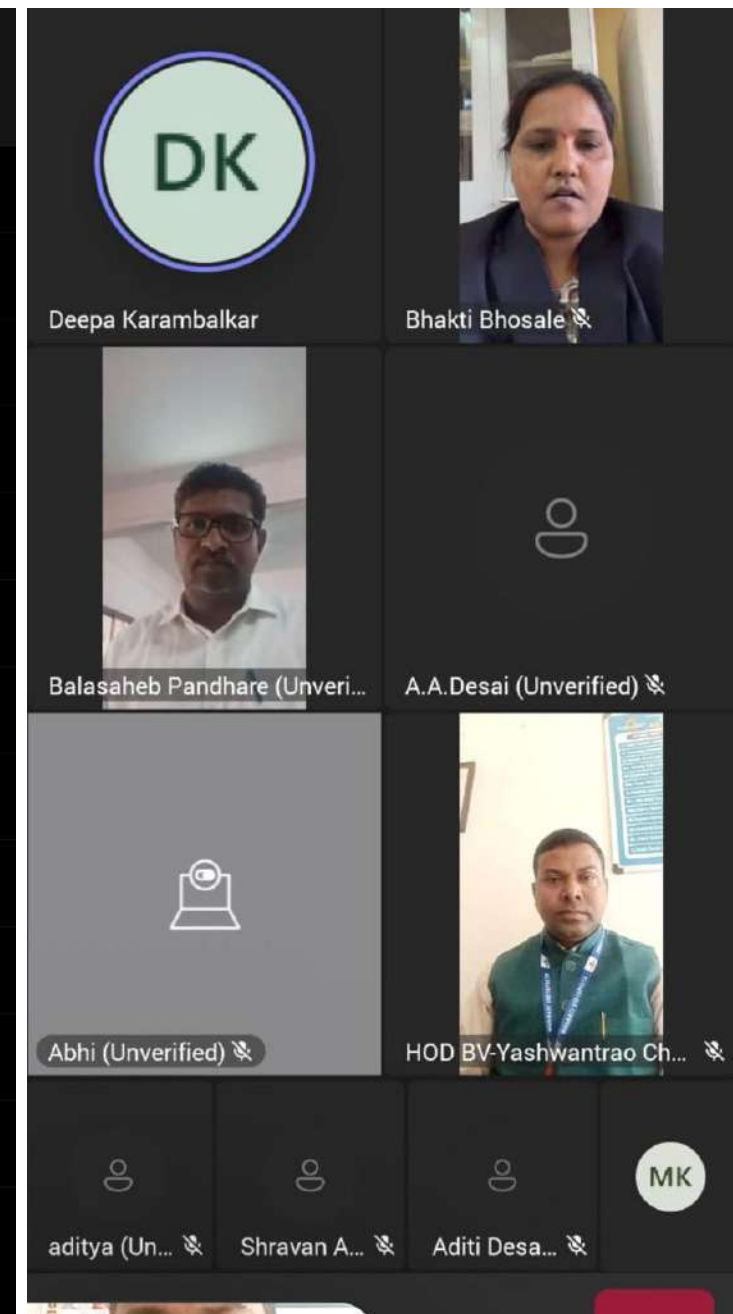 DK
Deepa Karambalkar
Bhakti Bhosale
Balasaheb Pandhare (Unveri...
A.A.Desai (Unverified)
Abhi (Unverified)
HOD BV-Yashwantrao Ch...
MK
aditya (Un...
Shravan A...
Aditi Desa...